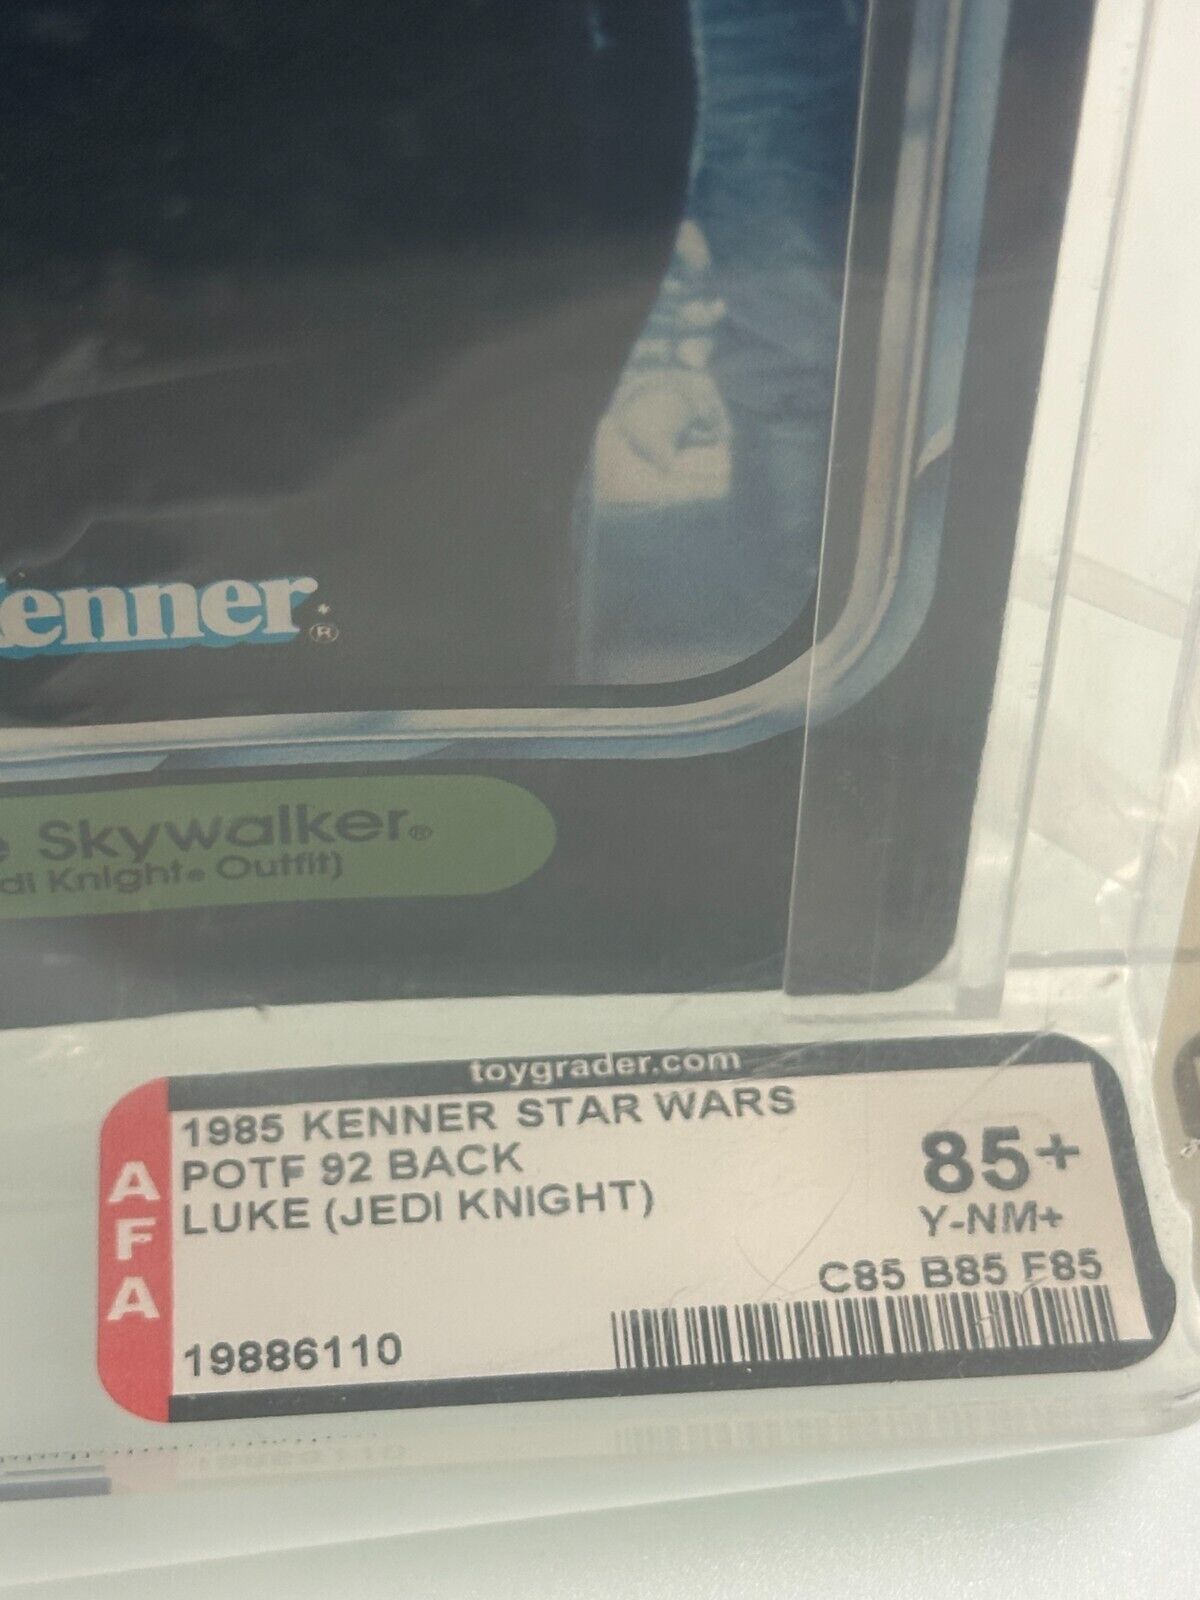 enner®
e Skywalker®
di Knight® Outfit)
toygrader.com
AFA
1985 KENNER STAR WARS
POTF 92 BACK
LUKE (JEDI KNIGHT)
85+
Y-NM+
C85 B85 F85
19886110